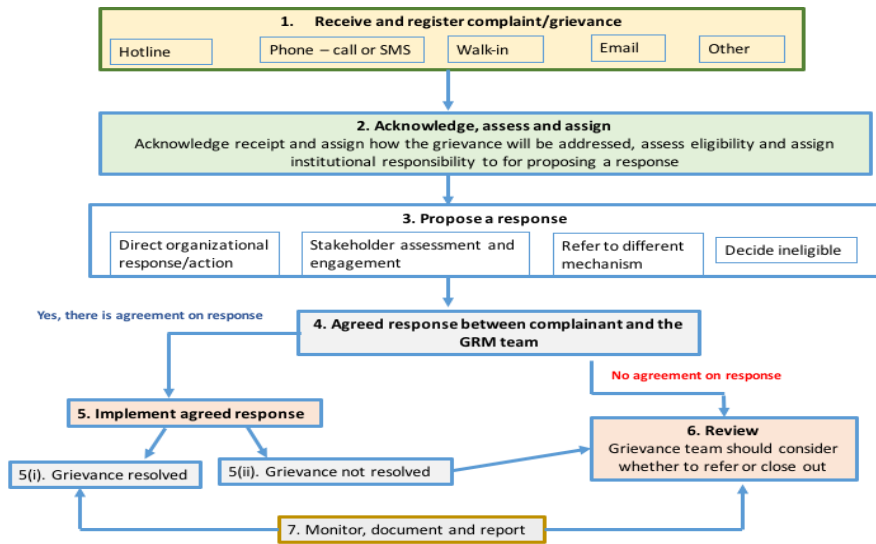 1. Receive and register complaint/grievance
Hotline
Phone – call or SMS
Walk-in
Email
Other
2. Acknowledge, assess and assign
Acknowledge receipt and assign how the grievance will be addressed, assess eligibility and assign
institutional responsibility to for proposing a response
3. Propose a response
Direct organizational
response/action
Stakeholder assessment and
engagement
Refer to different
mechanism
Decide ineligible
Yes, there is agreement on response
4. Agreed response between complainant and the
GRM team
No agreement on response
5. Implement agreed response
6. Review
Grievance team should consider
whether to refer or close out
5(i). Grievance resolved
5(ii). Grievance not resolved
7. Monitor, document and report